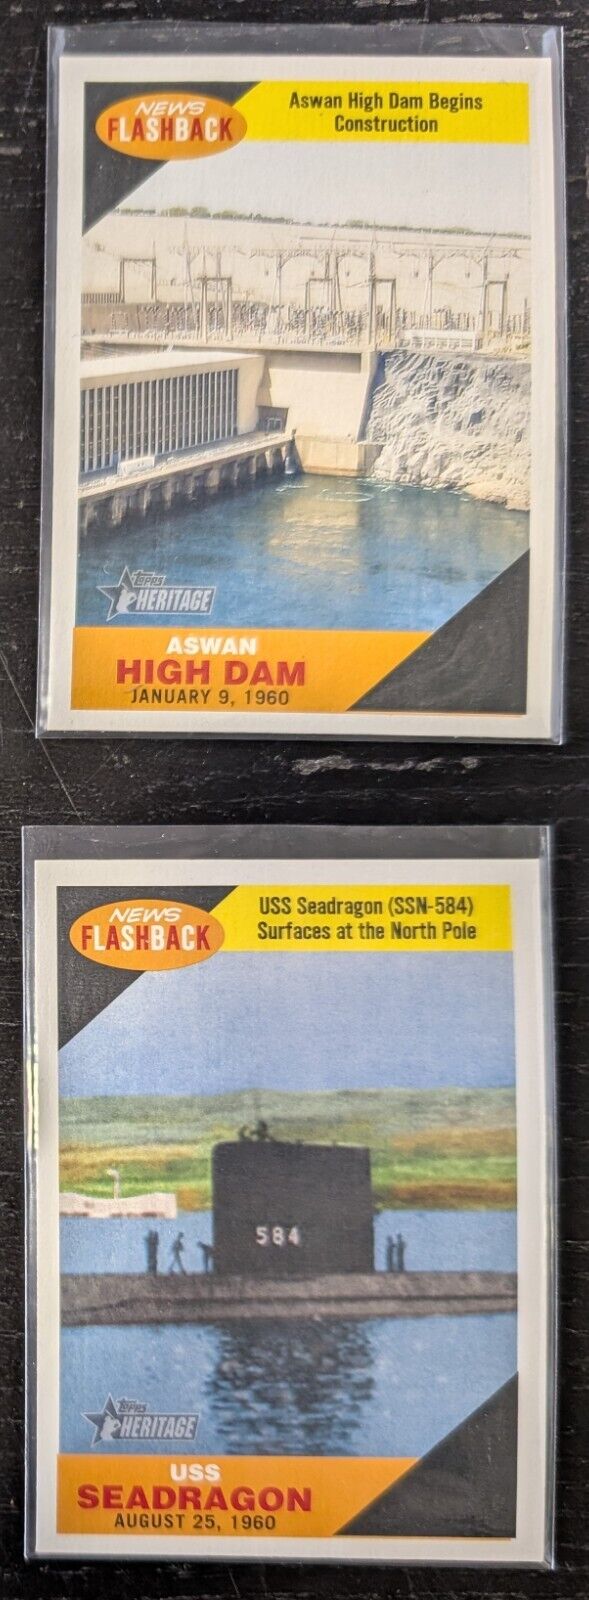 NEWS
FLASHBACK
Aswan High Dam Begins
Construction
Topps
HERITAGE
ASWAN
HIGH DAM
JANUARY 9, 1960
NEWS
FLASHBACK
USS Seadragon (SSN-584)
Surfaces at the North Pole
584
Topps
HERITAGE
USS
SEADRAGON
AUGUST 25, 1960